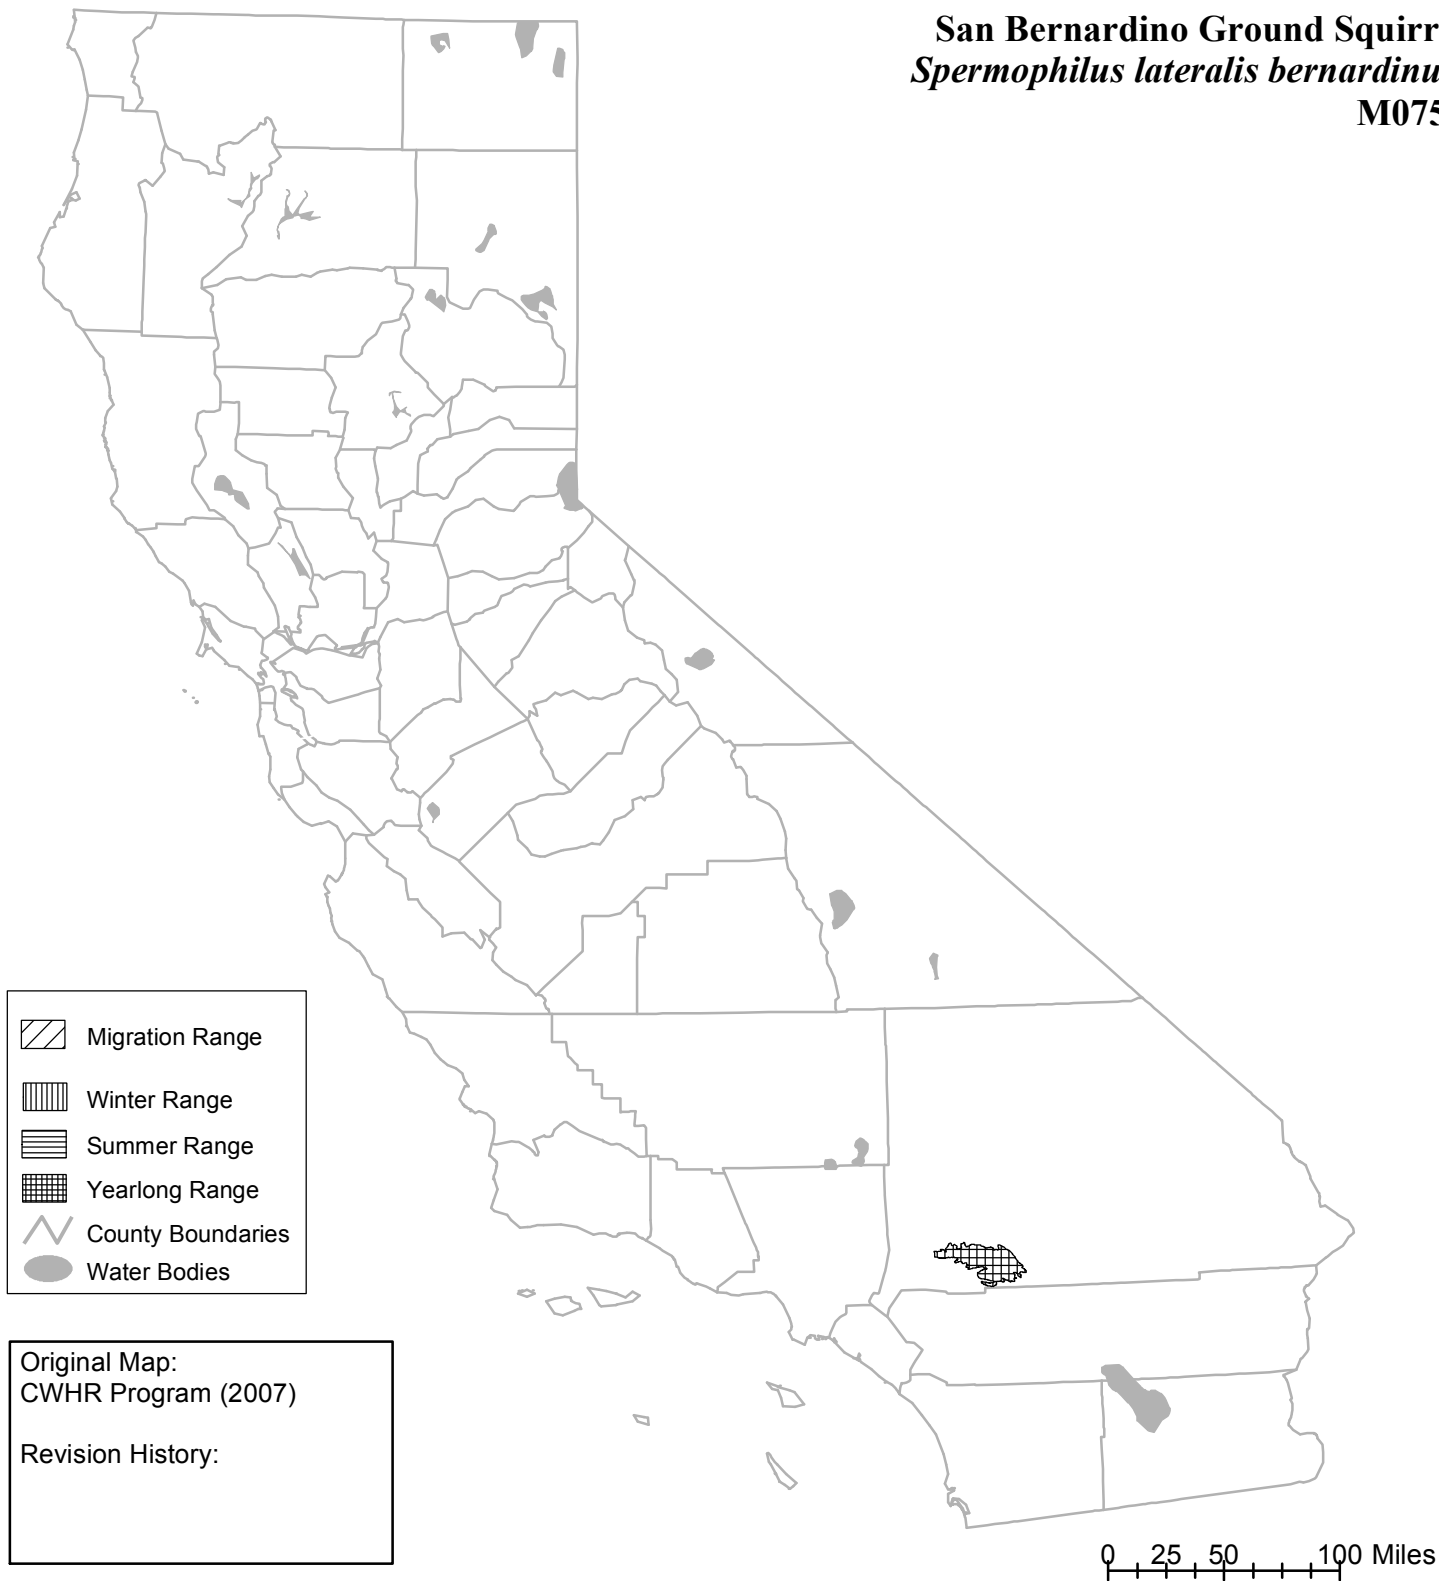 San Bernardino Ground Squirr
Spermophilus lateralis bernardinu
M075
Migration Range
Winter Range
Summer Range
Yearlong Range
County Boundaries
Water Bodies
Original Map:
CWHR Program (2007)
Revision History:
0 25 50 100 Miles